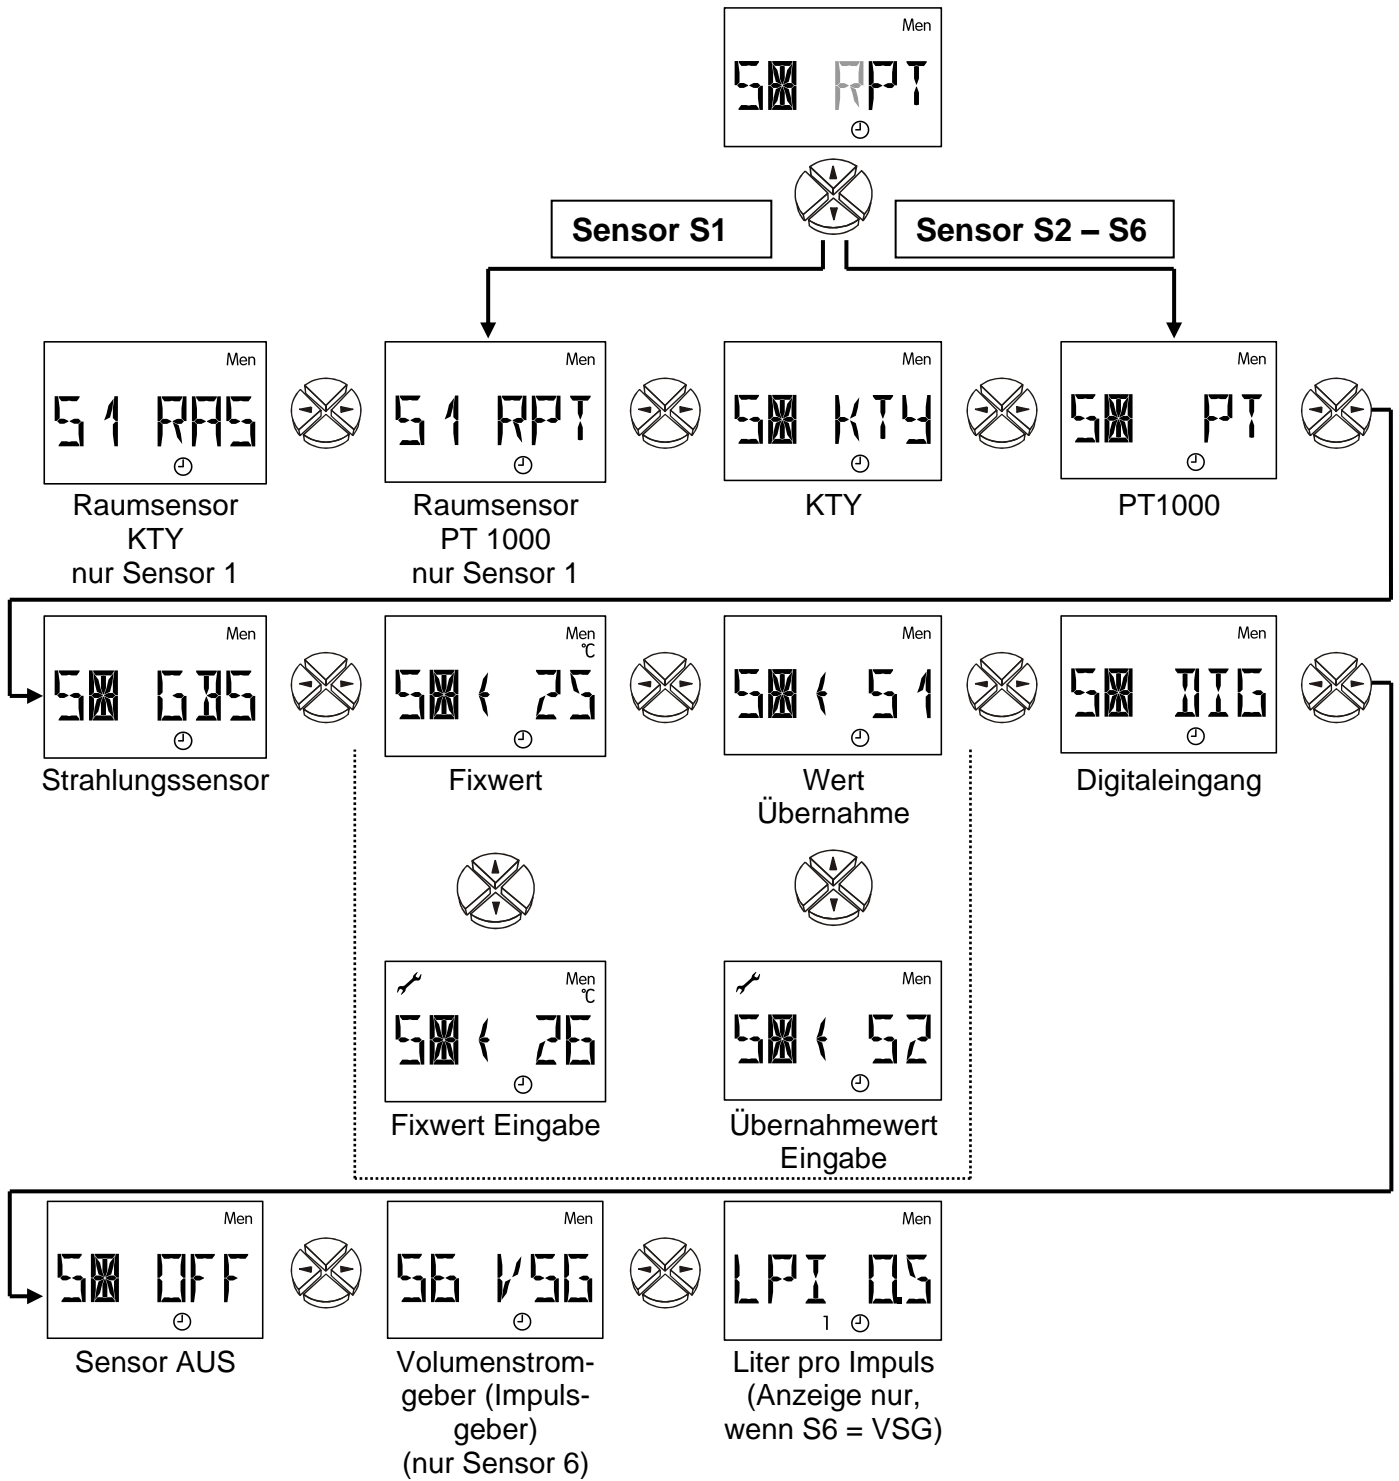 Men
S* RPT
Sensor S1
Sensor S2 – S6
Men
S1 RAS
Men
S1 RPT
Men
S* KTY
Men
S* PT
Raumsensor
KTY
nur Sensor 1
Raumsensor
PT 1000
nur Sensor 1
KTY
PT1000
Men
S* GBS
Men
°C
S* < 25
Men
S* < S1
Men
S* DIG
Strahlungssensor
Fixwert
Wert
Übernahme
Digitaleingang
Men
°C
S* < 26
Men
S* < S2
Fixwert Eingabe
Übernahmewert
Eingabe
Men
S* OFF
Men
S6 VSG
Men
LPI 0.5
1
Sensor AUS
Volumenstrom-
geber (Impuls-
geber)
(nur Sensor 6)
Liter pro Impuls
(Anzeige nur,
wenn S6 = VSG)